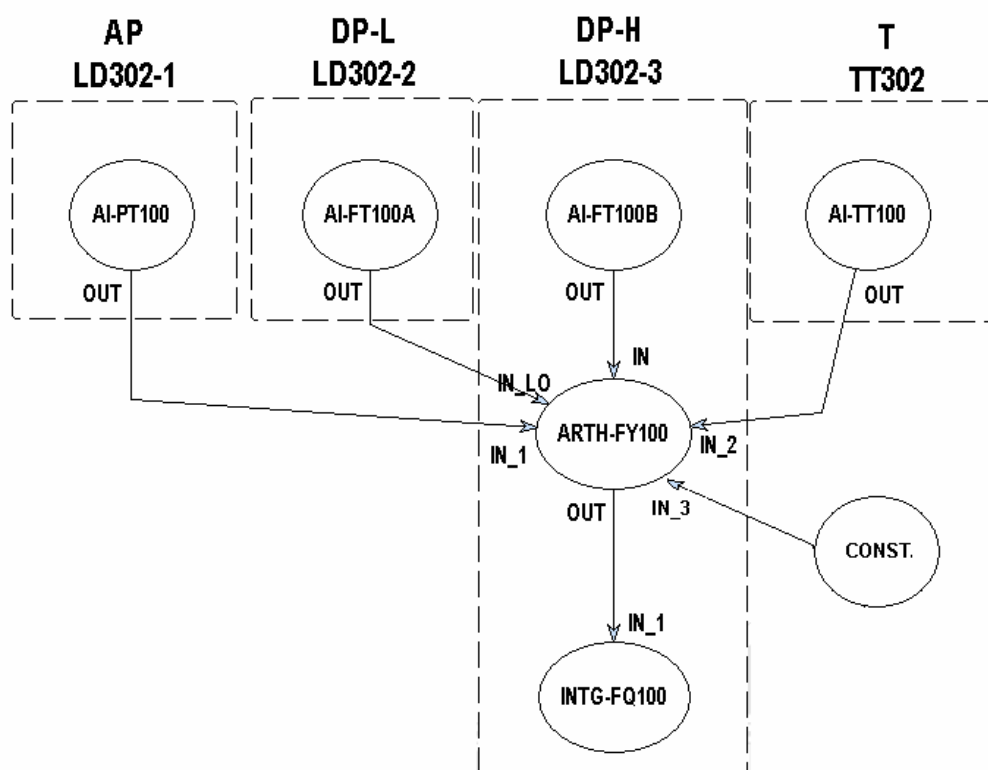 AP
LD302-1
DP-L
LD302-2
DP-H
LD302-3
T
TT302
AI-PT100
AI-FT100A
AI-FT100B
AI-TT100
OUT
OUT
OUT
OUT
IN
IN_LO
ARTH-FY100
IN_1
IN_2
OUT
IN_3
CONST.
IN_1
INTG-FQ100